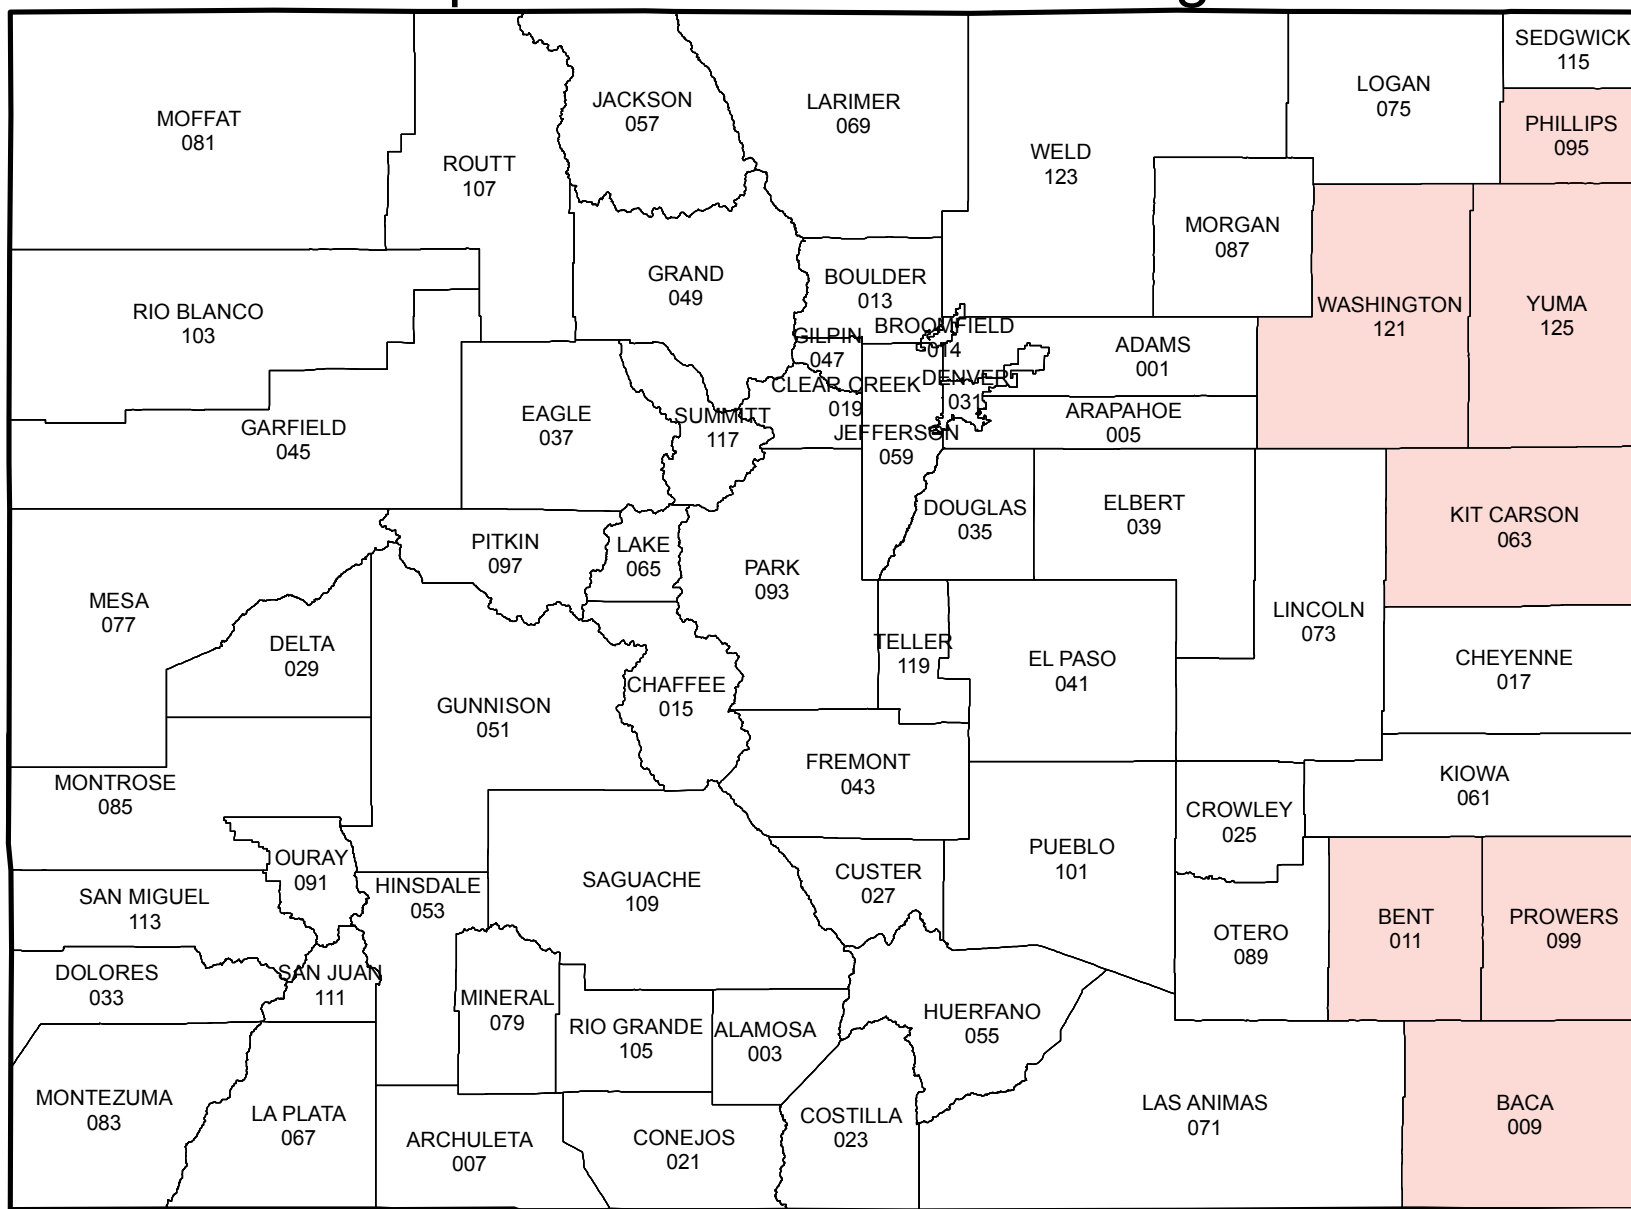 SEDGWICK
115
LOGAN
075
JACKSON
057
LARIMER
069
MOFFAT
081
PHILLIPS
095
WELD
123
ROUTT
107
MORGAN
087
GRAND
049
BOULDER
013
RIO BLANCO
103
WASHINGTON
121
YUMA
125
BROOMFIELD
014
GILPIN
047
ADAMS
001
CLEAR CREEK
019
DENVER
031
EAGLE
037
SUMMITT
117
ARAPAHOE
005
GARFIELD
045
JEFFERSON
059
DOUGLAS
035
ELBERT
039
KIT CARSON
063
PITKIN
097
LAKE
065
PARK
093
MESA
077
LINCOLN
073
DELTA
029
TELLER
119
EL PASO
041
CHEYENNE
017
CHAFFEE
015
GUNNISON
051
FREMONT
043
KIOWA
061
MONTROSE
085
CROWLEY
025
PUEBLO
101
OURAY
091
HINSDALE
053
SAGUACHE
109
CUSTER
027
SAN MIGUEL
113
BENT
011
PROWERS
099
OTERO
089
DOLORES
033
SAN JUAN
111
MINERAL
079
RIO GRANDE
105
ALAMOSA
003
HUERFANO
055
MONTEZUMA
083
LA PLATA
067
ARCHULETA
007
CONEJOS
021
COSTILLA
023
LAS ANIMAS
071
BACA
009